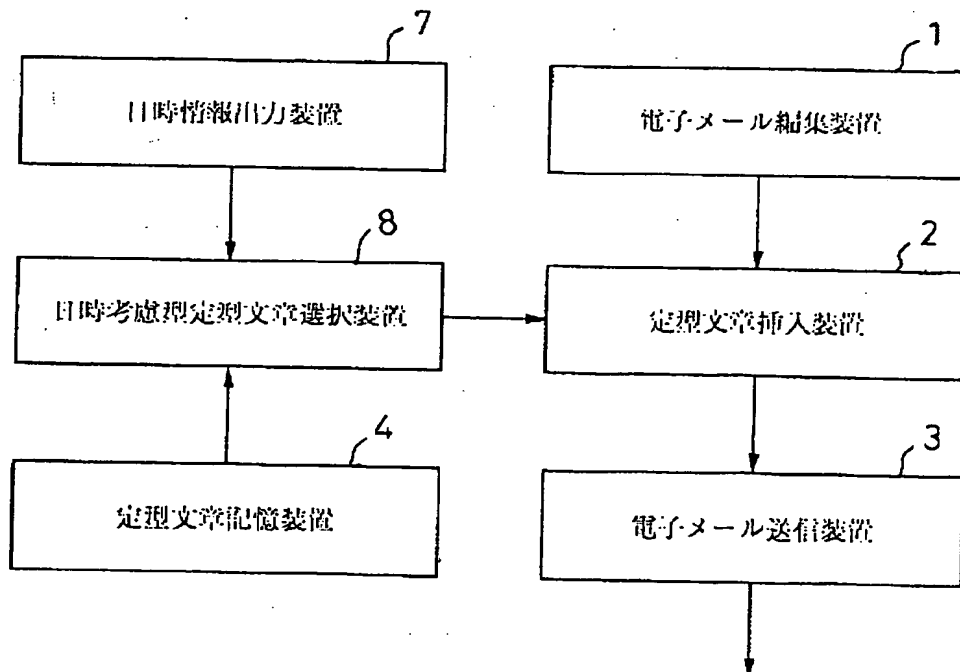 7
日時情報出力装置
1
電子メール編集装置
8
日時考慮型定型文章選択装置
2
定型文章挿入装置
4
定型文章記憶装置
3
電子メール送信装置